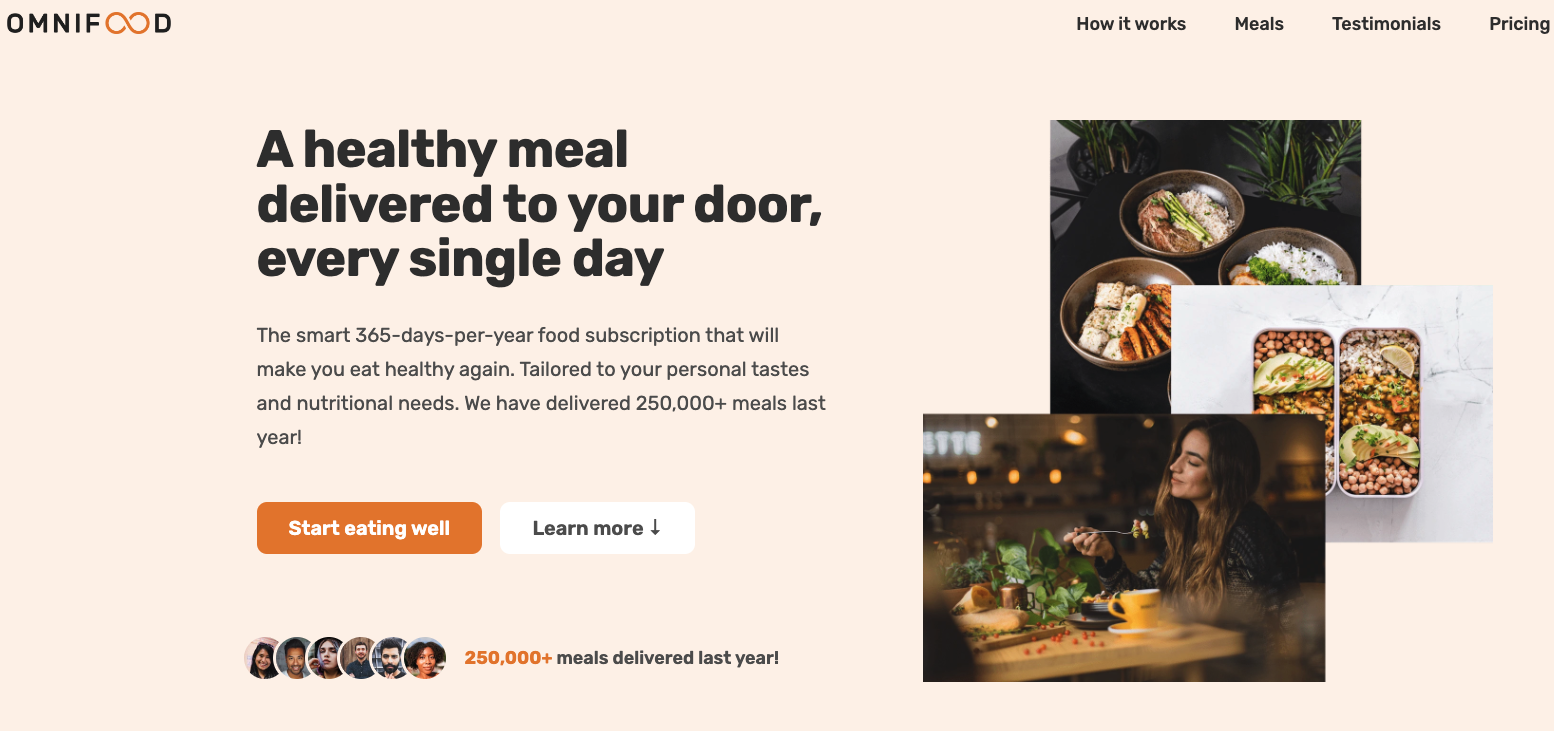 OMNIFOOD
How it works
Meals
Testimonials
Pricing
A healthy meal
delivered to your door,
every single day
The smart 365-days-per-year food subscription that will
make you eat healthy again. Tailored to your personal tastes
and nutritional needs. We have delivered 250,000+ meals last
year!
Start eating well
Learn more ↓
250,000+ meals delivered last year!